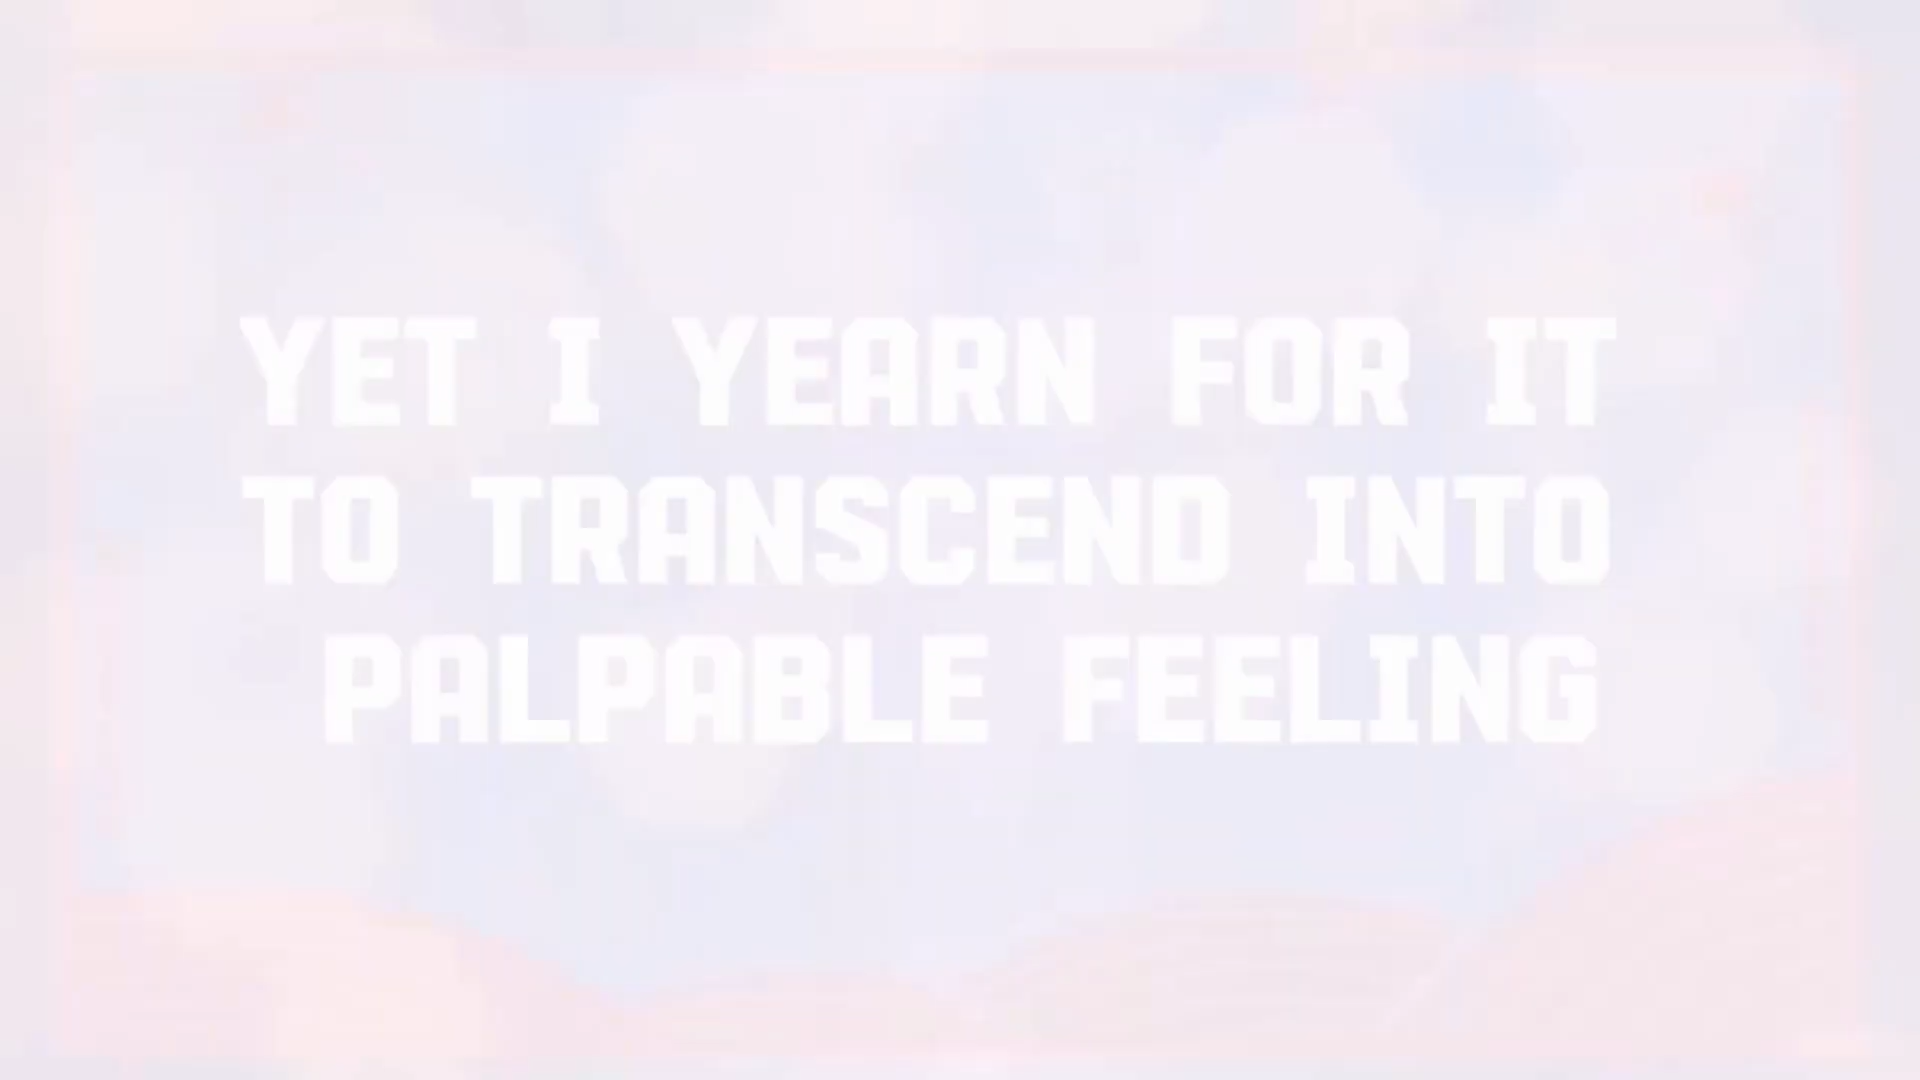 YET I YEARN FOR IT
TO TRANSCEND INTO
PALPABLE FEELING